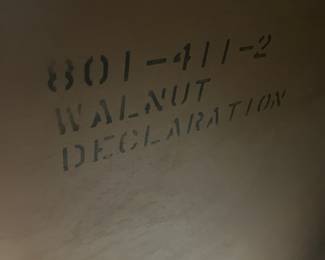 801-411-2
WALNUT
DECLARATION